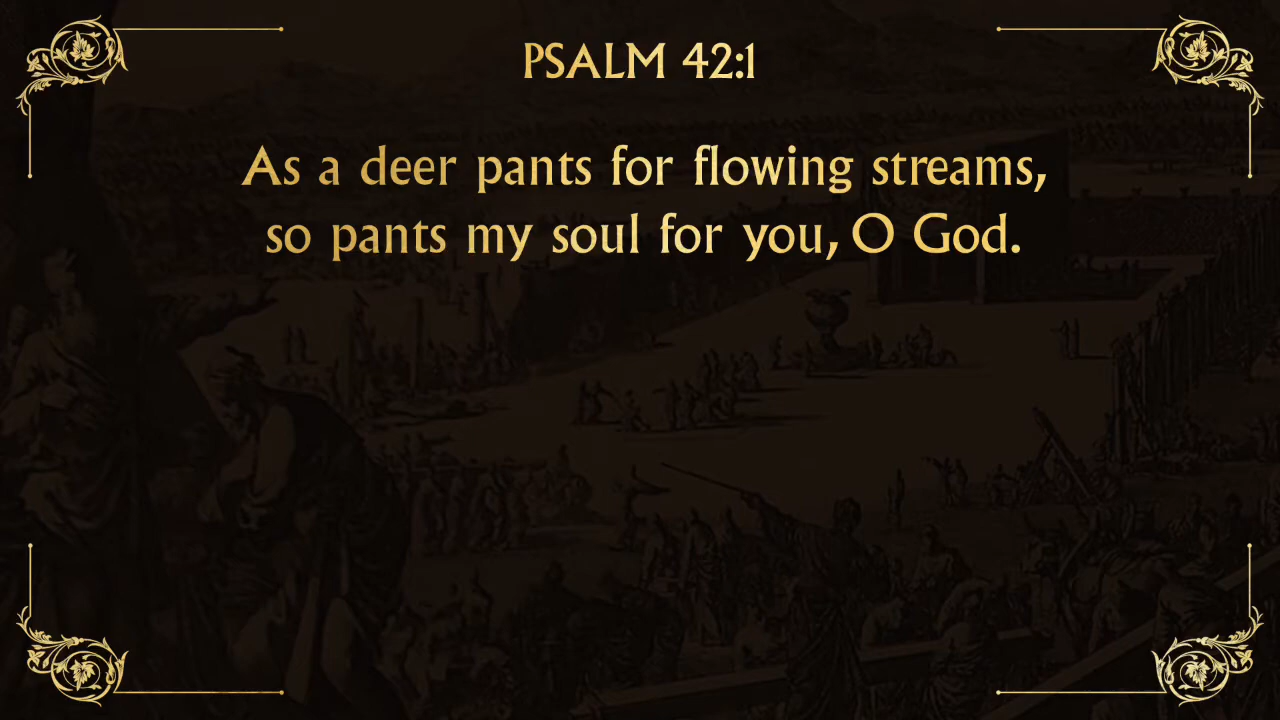 PSALM 42:1
As a deer pants for flowing streams,
so pants my soul for you, O God.